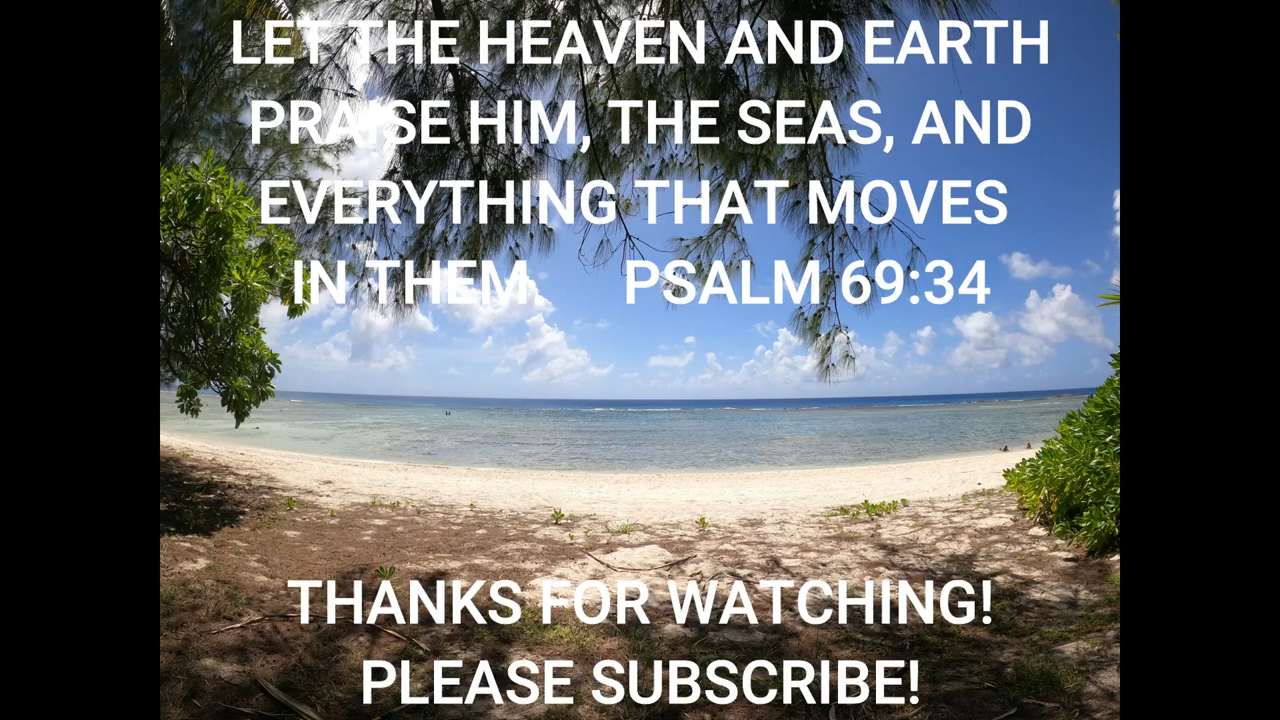 LET THE HEAVEN AND EARTH
PRAISE HIM, THE SEAS, AND
EVERYTHING THAT MOVES
IN THEM. PSALM 69:34
THANKS FOR WATCHING!
PLEASE SUBSCRIBE!